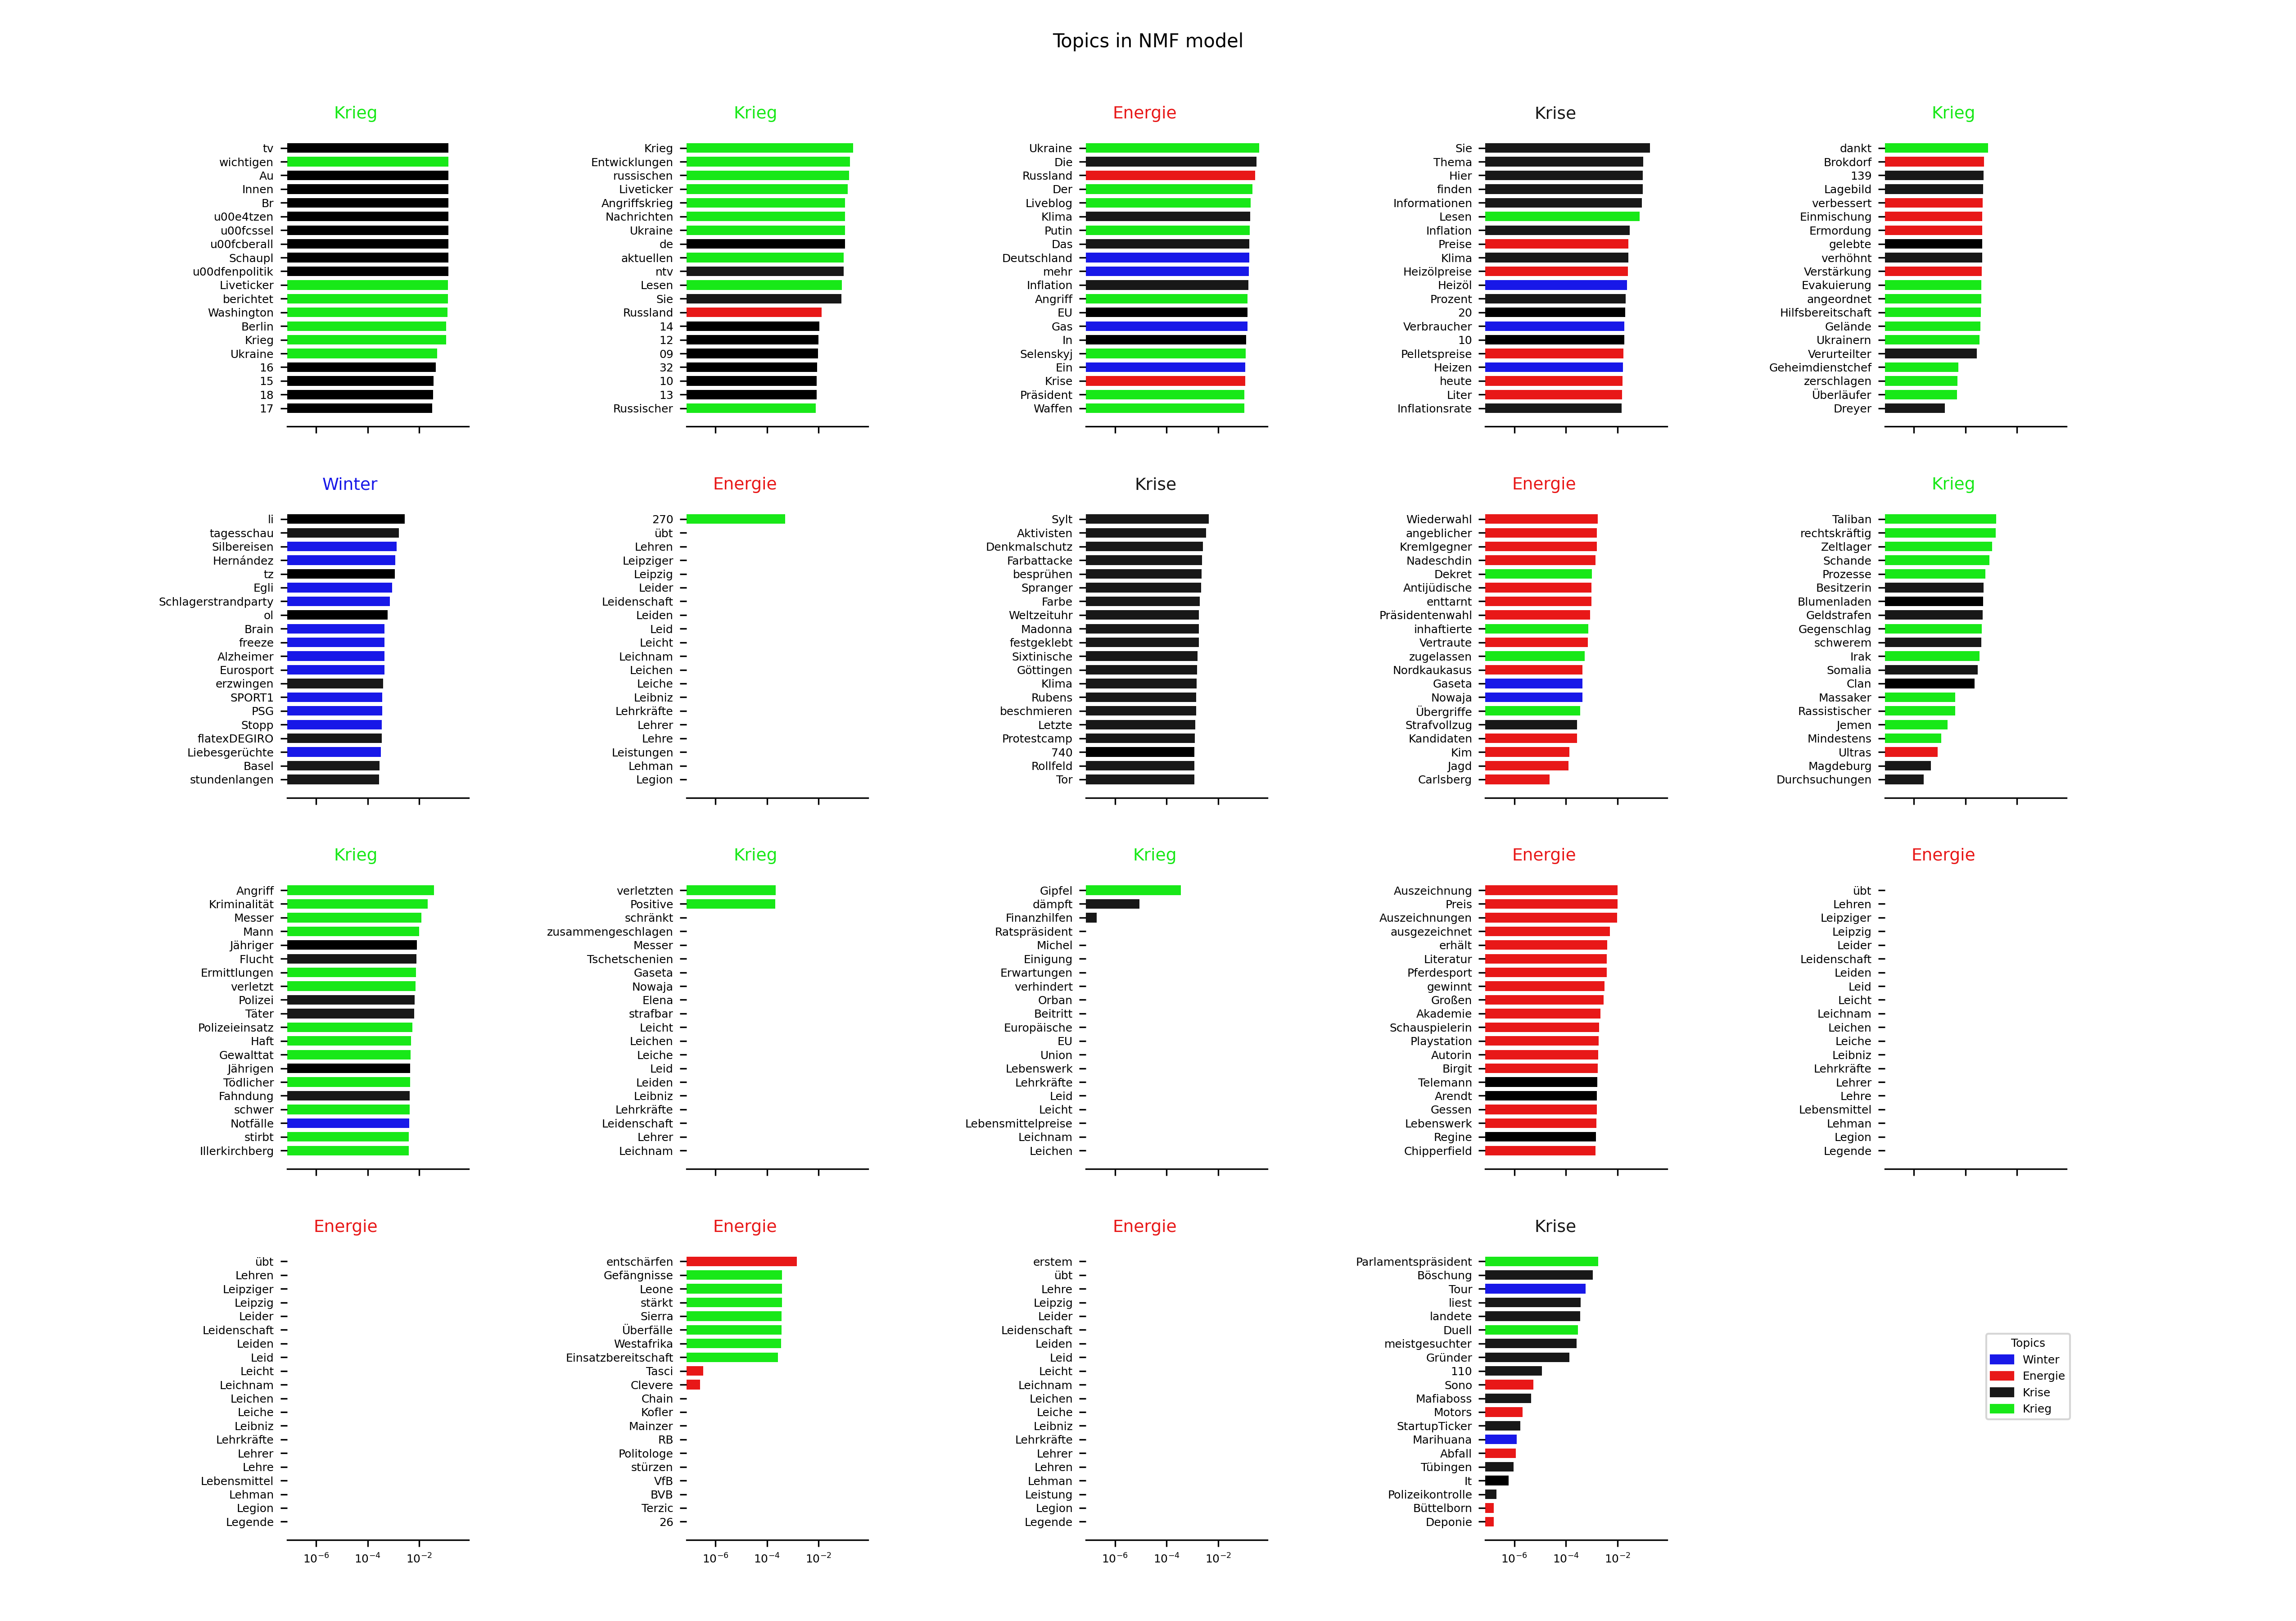 Topics in NMF model
Krieg
tv
wichtigen
Au
Innen
Br
u00e4tzen
u00fcssel
u00fcberall
Schaupl
u00dfenpolitik
Liveticker
berichtet
Washington
Berlin
Krieg
Ukraine
16
15
18
17
Krieg
Krieg
Entwicklungen
russischen
Liveticker
Angriffskrieg
Nachrichten
Ukraine
de
aktuellen
ntv
Lesen
Sie
Russland
14
12
09
32
10
13
Russischer
Energie
Ukraine
Die
Russland
Der
Liveblog
Klima
Putin
Das
Deutschland
mehr
Inflation
Angriff
EU
Gas
In
Selenskyj
Ein
Krise
Präsident
Waffen
Krise
Sie
Thema
Hier
finden
Informationen
Lesen
Inflation
Preise
Klima
Heizölpreise
Heizöl
Prozent
20
Verbraucher
10
Pelletspreise
Heizen
heute
Liter
Inflationsrate
Krieg
dankt
Brokdorf
139
Lagebild
verbessert
Einmischung
Ermordung
gelebte
verhöhnt
Verstärkung
Evakuierung
angeordnet
Hilfsbereitschaft
Gelände
Ukrainern
Verurteilter
Geheimdienstchef
zerschlagen
Überläufer
Dreyer
Winter
li
tagesschau
Silbereisen
Hernández
tz
Egli
Schlagerstrandparty
ol
Brain
freeze
Alzheimer
Eurosport
erzwingen
SPORT1
PSG
Stopp
flatexDEGIRO
Liebesgerüchte
Basel
stundenlangen
Energie
270
übt
Lehren
Leipziger
Leipzig
Leider
Leidenschaft
Leiden
Leid
Leicht
Leichnam
Leichen
Leiche
Leibniz
Lehrkräfte
Lehrer
Lehre
Leistungen
Lehman
Legion
Krise
Sylt
Aktivisten
Denkmalschutz
Farbattacke
besprühen
Spranger
Farbe
Weltzeituhr
Madonna
festgeklebt
Sixtinische
Göttingen
Klima
Rubens
beschmieren
Letzte
Protestcamp
740
Rollfeld
Tor
Energie
Wiederwahl
angeblicher
Kremlgegner
Nadeschdin
Dekret
Antijüdische
enttarnt
Präsidentenwahl
inhaftierte
Vertraute
zugelassen
Nordkaukasus
Gaseta
Nowaja
Übergriffe
Strafvollzug
Kandidaten
Kim
Jagd
Carlsberg
Krieg
Taliban
rechtskräftig
Zeltlager
Schande
Prozesse
Besitzerin
Blumenladen
Geldstrafen
Gegenschlag
schwerem
Irak
Somalia
Clan
Massaker
Rassistischer
Jemen
Mindestens
Ultras
Magdeburg
Durchsuchungen
Krieg
Angriff
Kriminalität
Messer
Mann
Jähriger
Flucht
Ermittlungen
verletzt
Polizei
Täter
Polizeieinsatz
Haft
Gewalttat
Jährigen
Tödlicher
Fahndung
schwer
Notfälle
stirbt
Illerkirchberg
Krieg
verletzten
Positive
schränkt
zusammengeschlagen
Messer
Tschetschenien
Gaseta
Nowaja
Elena
strafbar
Leicht
Leichen
Leiche
Leid
Leiden
Leibniz
Lehrkräfte
Leidenschaft
Lehrer
Leichnam
Krieg
Gipfel
dämpft
Finanzhilfen
Ratspräsident
Michel
Einigung
Erwartungen
verhindert
Orban
Beitritt
Europäische
EU
Union
Lebenswerk
Lehrkräfte
Leid
Leicht
Lebensmittelpreise
Leichnam
Leichen
Energie
Auszeichnung
Preis
Auszeichnungen
ausgezeichnet
erhält
Literatur
Pferdesport
gewinnt
Großen
Akademie
Schauspielerin
Playstation
Autorin
Birgit
Telemann
Arendt
Gessen
Lebenswerk
Regine
Chipperfield
Energie
übt
Lehren
Leipziger
Leipzig
Leider
Leidenschaft
Leiden
Leid
Leicht
Leichnam
Leichen
Leiche
Leibniz
Lehrkräfte
Lehrer
Lehre
Lebensmittel
Lehman
Legion
Legende
Energie
übt
Lehren
Leipziger
Leipzig
Leider
Leidenschaft
Leiden
Leid
Leicht
Leichnam
Leichen
Leiche
Leibniz
Lehrkräfte
Lehrer
Lehre
Lebensmittel
Lehman
Legion
Legende
10⁻⁶ 10⁻⁴ 10⁻²
Energie
entschärfen
Gefängnisse
Leone
stärkt
Sierra
Überfälle
Westafrika
Einsatzbereitschaft
Tasci
Clevere
Chain
Kofler
Mainzer
RB
Politologe
stürzen
VfB
BVB
Terzic
26
10⁻⁶ 10⁻⁴ 10⁻²
Energie
erstem
übt
Lehre
Leipzig
Leider
Leidenschaft
Leiden
Leid
Leicht
Leichnam
Leichen
Leiche
Leibniz
Lehrkräfte
Lehrer
Lehren
Lehman
Leistung
Legion
Legende
10⁻⁶ 10⁻⁴ 10⁻²
Krise
Parlamentspräsident
Böschung
Tour
liest
landete
Duell
meistgesuchter
Gründer
110
Sono
Mafiaboss
Motors
StartupTicker
Marihuana
Abfall
Tübingen
It
Polizeikontrolle
Büttelborn
Deponie
10⁻⁶ 10⁻⁴ 10⁻²
Topics
Winter
Energie
Krise
Krieg